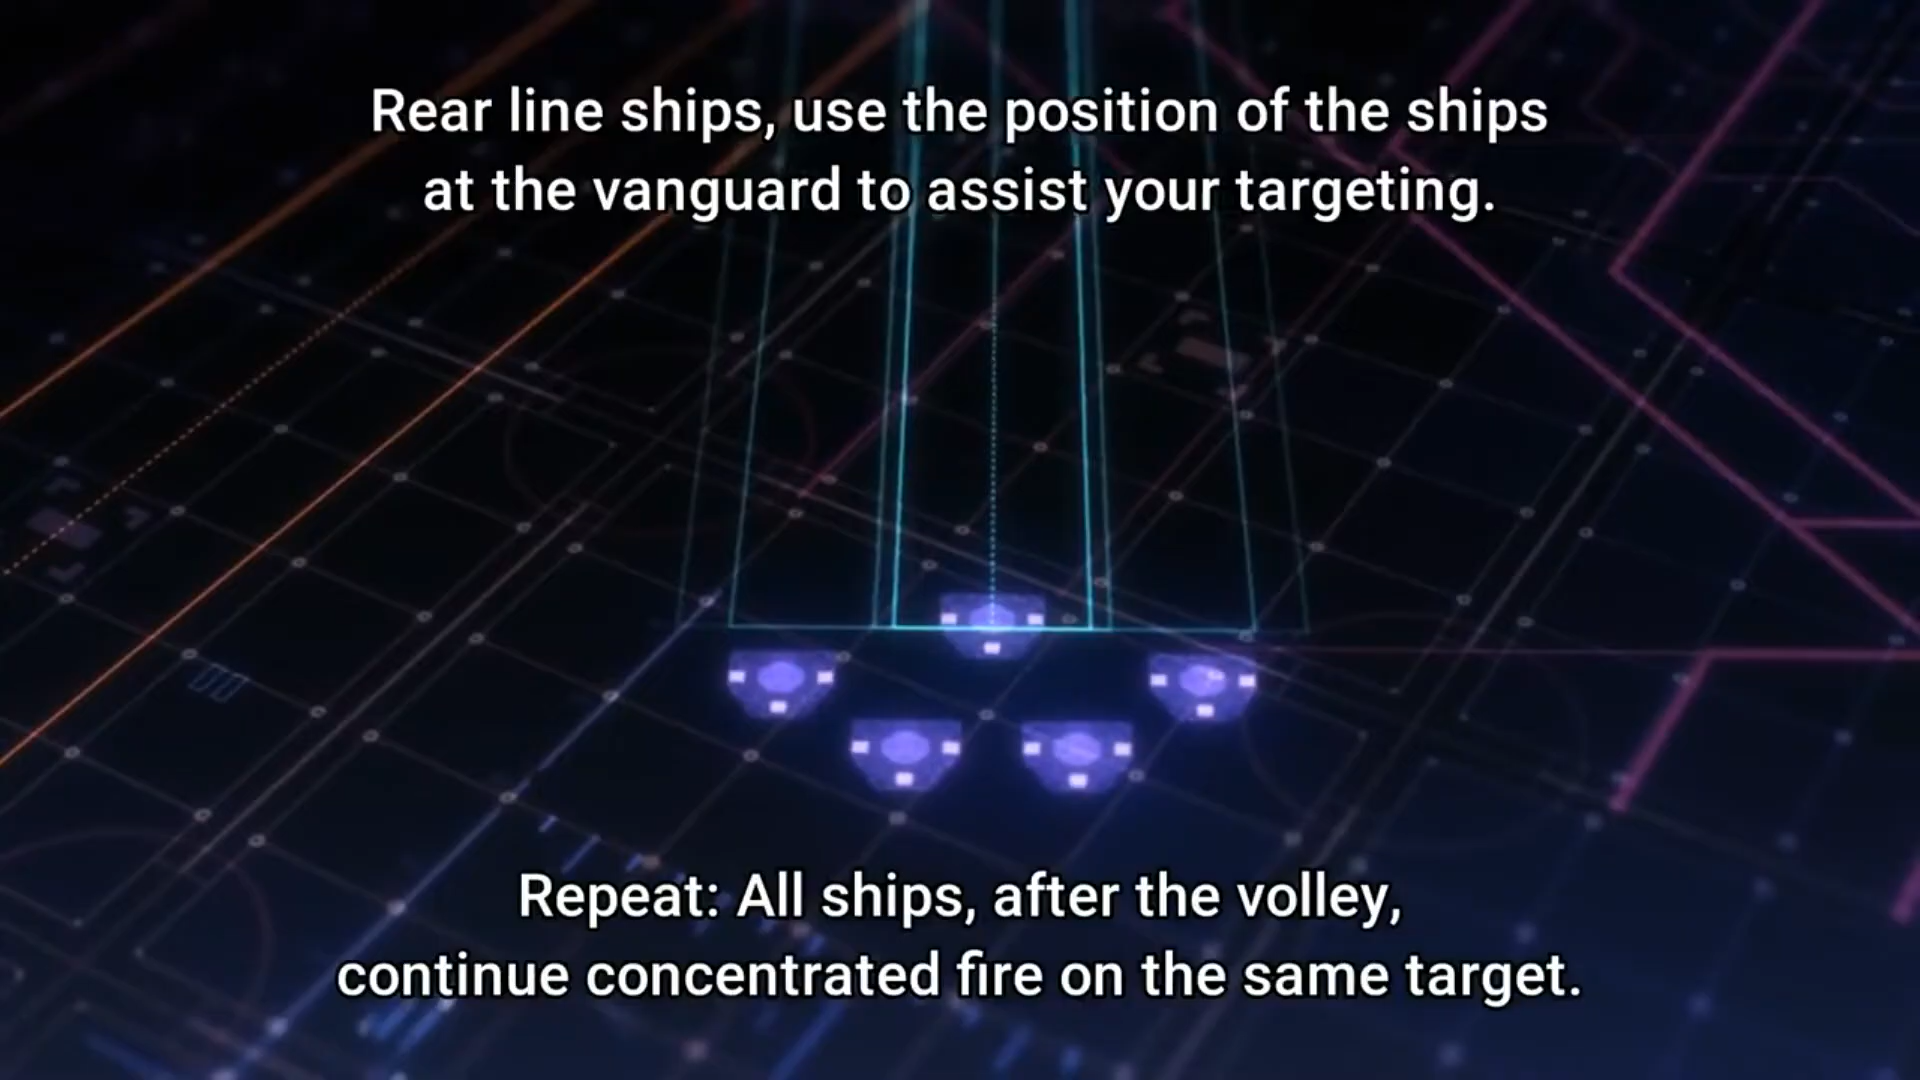 Rear line ships, use the position of the ships
at the vanguard to assist your targeting.
Repeat: All ships, after the volley,
continue concentrated fire on the same target.